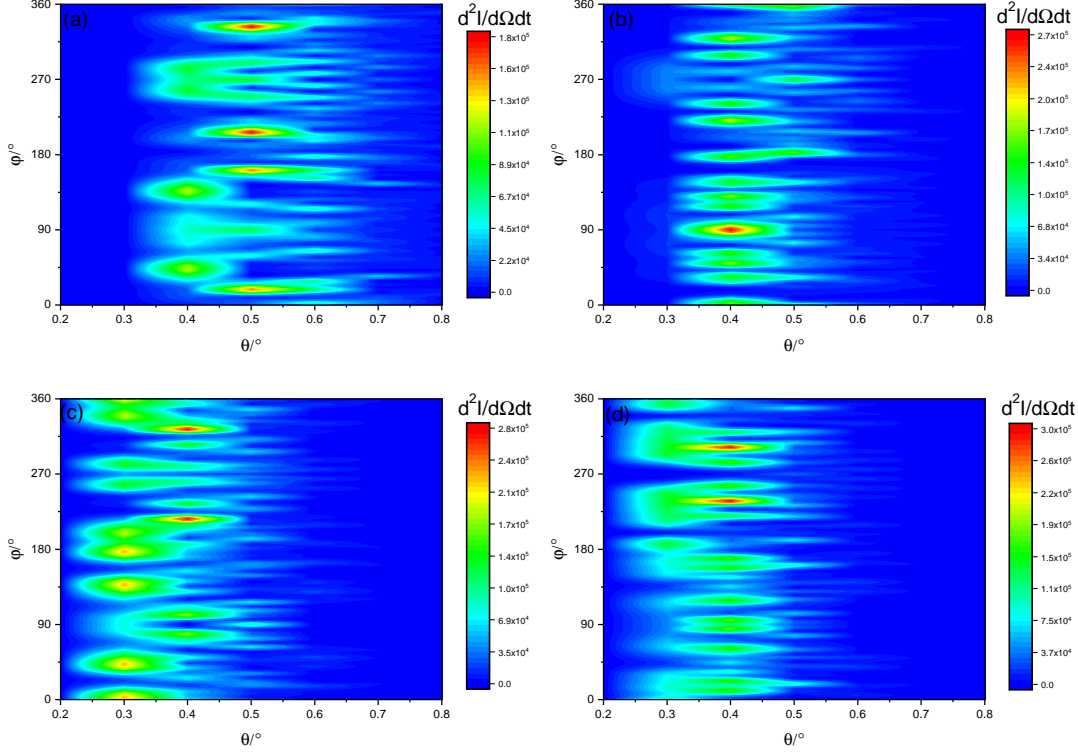 (a)
d²I/dΩdt
360
270
180
90
0
φ/°
0.2 0.3 0.4 0.5 0.6 0.7 0.8
θ/°
1.8x10⁵
1.6x10⁵
1.3x10⁵
1.1x10⁵
8.9x10⁴
6.7x10⁴
4.5x10⁴
2.2x10⁴
0.0
(b)
d²I/dΩdt
360
270
180
90
0
φ/°
0.2 0.3 0.4 0.5 0.6 0.7 0.8
θ/°
2.7x10⁵
2.4x10⁵
2.0x10⁵
1.7x10⁵
1.4x10⁵
1.0x10⁵
6.8x10⁴
3.4x10⁴
0.0
(c)
d²I/dΩdt
360
270
180
90
0
φ/°
0.2 0.3 0.4 0.5 0.6 0.7 0.8
θ/°
2.8x10⁵
2.4x10⁵
2.1x10⁵
1.7x10⁵
1.4x10⁵
1.0x10⁵
6.9x10⁴
3.5x10⁴
0.0
(d)
d²I/dΩdt
360
270
180
90
0
φ/°
0.2 0.3 0.4 0.5 0.6 0.7 0.8
θ/°
3.0x10⁵
2.6x10⁵
2.2x10⁵
1.9x10⁵
1.5x10⁵
1.1x10⁵
7.5x10⁴
3.7x10⁴
0.0